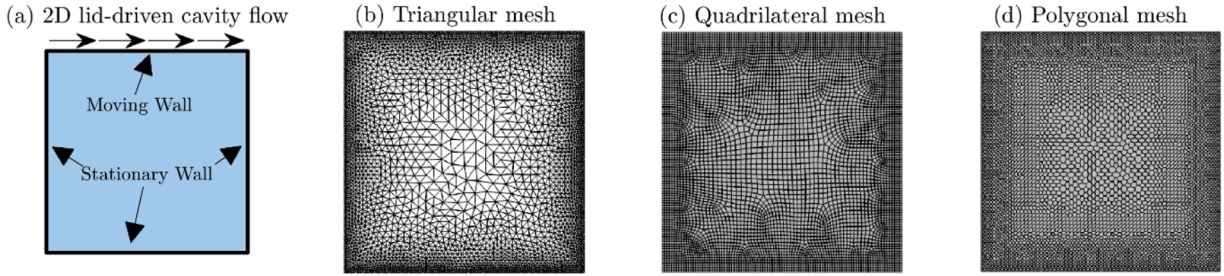 (a) 2D lid-driven cavity flow
Moving Wall
Stationary Wall
(b) Triangular mesh
(c) Quadrilateral mesh
(d) Polygonal mesh